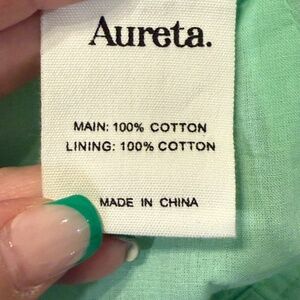 Aureta.
MAIN: 100% COTTON
LINING: 100% COTTON
MADE IN CHINA